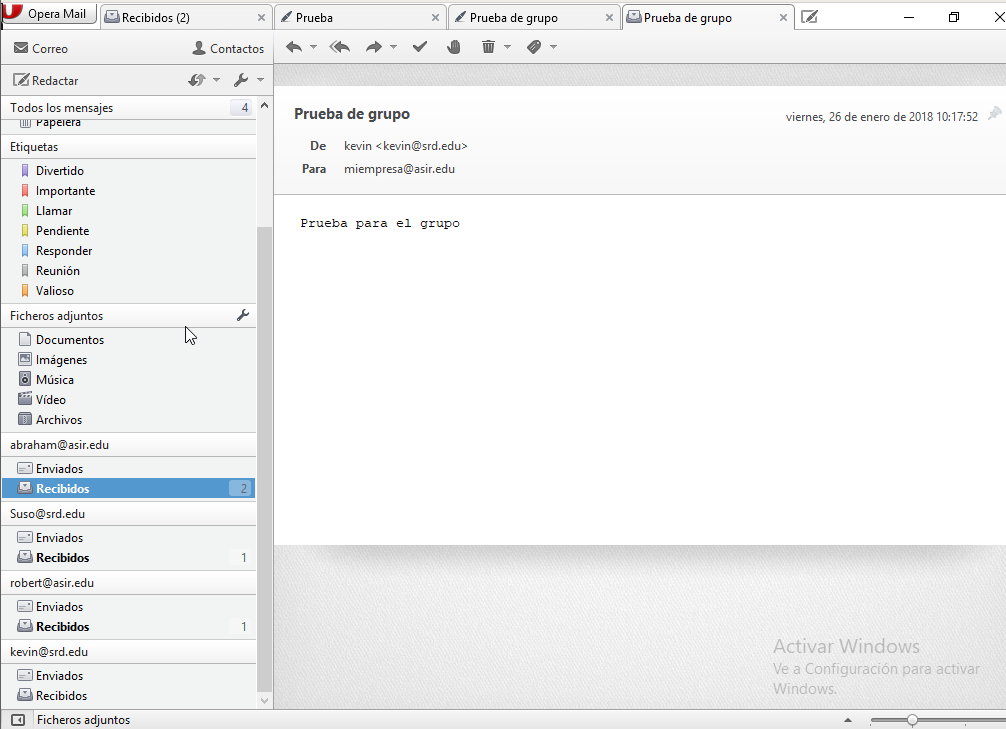 Opera Mail
Recibidos (2)
Prueba
Prueba de grupo
Prueba de grupo
Correo
Contactos
Redactar
Todos los mensajes 4
Papelera
Etiquetas
Divertido
Importante
Llamar
Pendiente
Responder
Reunión
Valioso
Ficheros adjuntos
Documentos
Imágenes
Música
Vídeo
Archivos
abraham@asir.edu
Enviados
Recibidos 2
Suso@srd.edu
Enviados
Recibidos 1
robert@asir.edu
Enviados
Recibidos 1
kevin@srd.edu
Enviados
Recibidos
Ficheros adjuntos
Prueba de grupo
viernes, 26 de enero de 2018 10:17:52
De kevin <kevin@srd.edu>
Para miempresa@asir.edu
Prueba para el grupo
Activar Windows
Ve a Configuración para activar
Windows.